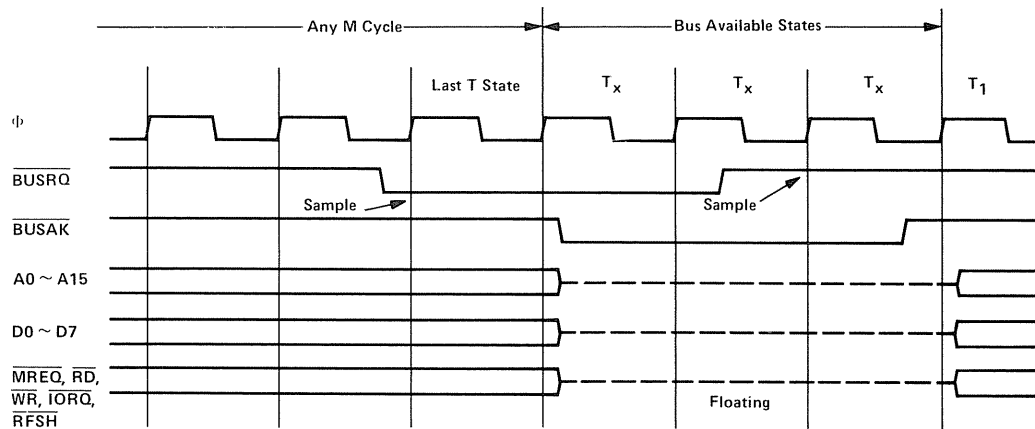 Any M Cycle
Bus Available States
Last T State
Tx
Tx
Tx
T1
Φ
BUSRQ
Sample
Sample
BUSAK
A0 ~ A15
D0 ~ D7
MREQ, RD,
WR, IORQ,
RFSH
Floating